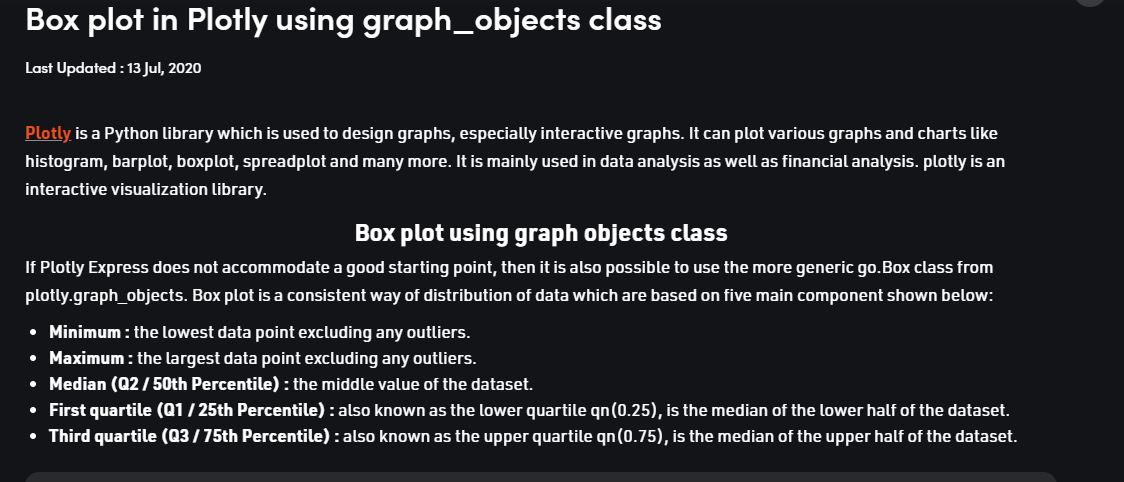 Box plot in Plotly using graph_objects class
Last Updated : 13 Jul, 2020
Plotly is a Python library which is used to design graphs, especially interactive graphs. It can plot various graphs and charts like
histogram, barplot, boxplot, spreadplot and many more. It is mainly used in data analysis as well as financial analysis. plotly is an
interactive visualization library.
Box plot using graph objects class
If Plotly Express does not accommodate a good starting point, then it is also possible to use the more generic go.Box class from
plotly.graph_objects. Box plot is a consistent way of distribution of data which are based on five main component shown below:
• Minimum : the lowest data point excluding any outliers.
• Maximum : the largest data point excluding any outliers.
• Median (Q2 / 50th Percentile) : the middle value of the dataset.
• First quartile (Q1 / 25th Percentile) : also known as the lower quartile qn(0.25), is the median of the lower half of the dataset.
• Third quartile (Q3 / 75th Percentile) : also known as the upper quartile qn(0.75), is the median of the upper half of the dataset.